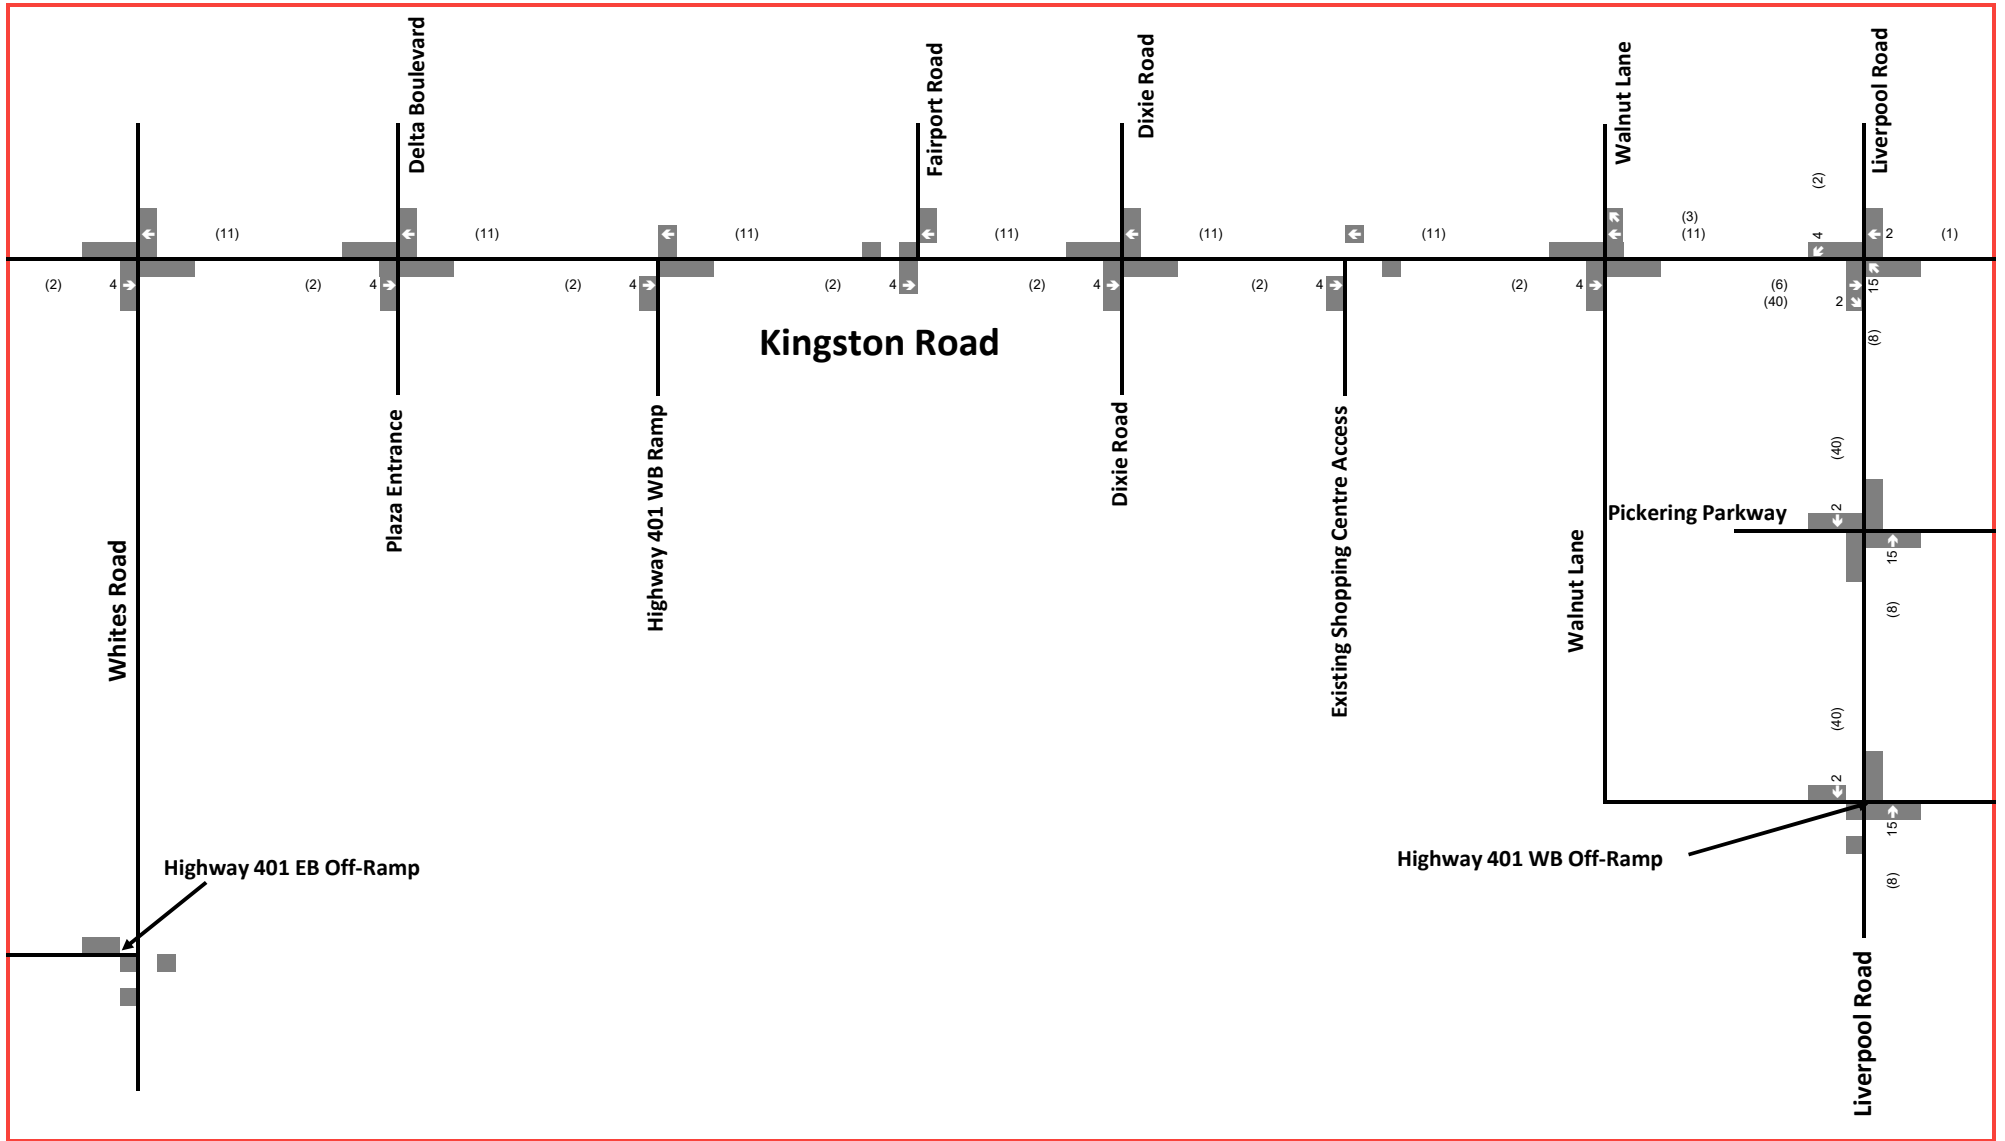 Delta Boulevard
Fairport Road
Dixie Road
Walnut Lane
Liverpool Road
(2)
(3)
(11)
(11)
(11)
(11)
(11)
(11)
(11)
4
2
(1)
(2)
4
(2)
4
(2)
4
(2)
4
(2)
4
(2)
4
(2)
4
(6)
(40)
2
15
(8)
Kingston Road
Plaza Entrance
Highway 401 WB Ramp
Dixie Road
Existing Shopping Centre Access
(40)
Pickering Parkway
2
15
(8)
Whites Road
Walnut Lane
(40)
2
15
(8)
Highway 401 EB Off-Ramp
Highway 401 WB Off-Ramp
Liverpool Road